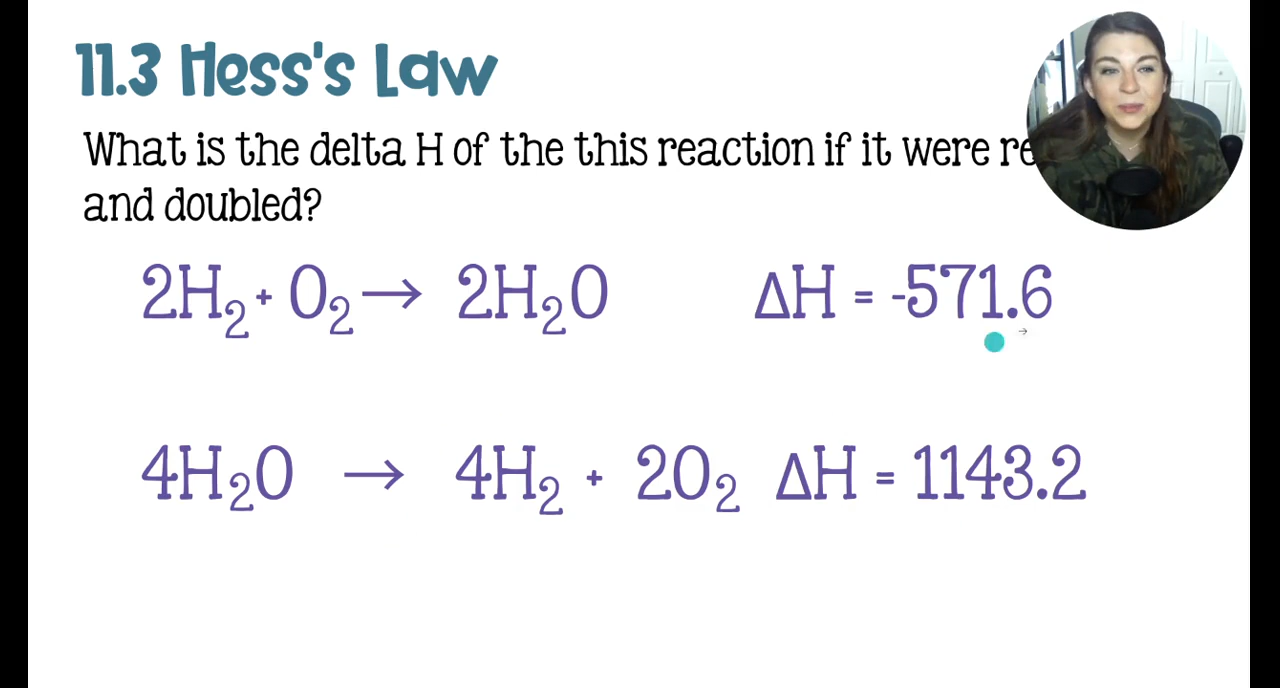 11.3 Hess's Law
What is the delta H of the this reaction if it were
and doubled?
2H₂ + O₂ → 2H₂O ΔH = -571.6
4H₂O → 4H₂ + 2O₂ ΔH = 1143.2